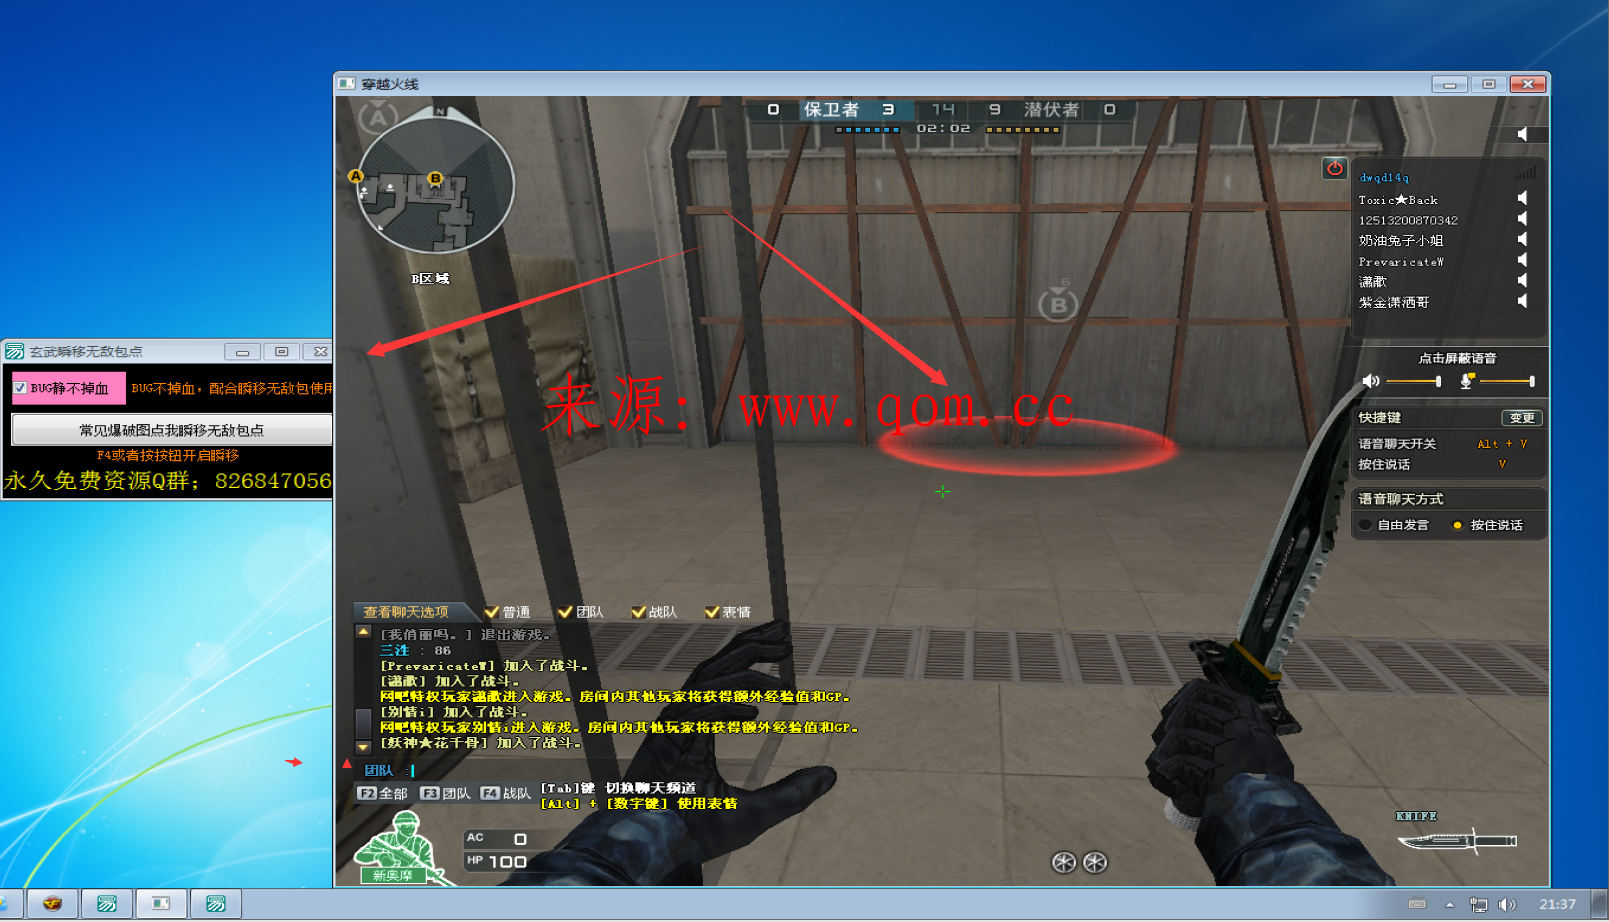 穿越火线
A
N
0 保卫者 3 14 9 潜伏者 0
02:02
A
B
B区域
6
B
dwqd14q
Toxic★Back
12513200870342
奶油兔子小姐
PrevaricateW
潇歌
紫金潇洒哥
点击屏蔽语音
快捷键 变更
语音聊天开关 Alt + V
按住说话 V
语音聊天方式
自由发言 按住说话
玄武瞬移无敌包点
BUG静不掉血 BUG不掉血，配合瞬移无敌包使用
常见爆破图点我瞬移无敌包点
F4或者按按钮开启瞬移
永久免费资源Q群；826847056
来源：www.qom.cc
查看聊天选项 普通 团队 战队 表情
[我俏丽吗。] 退出游戏。
: 86
[PrevaricateW] 加入了战斗。
[潇歌] 加入了战斗。
网吧特权玩家潇歌进入游戏。房间内其他玩家将获得额外经验值和GP。
[别情i] 加入了战斗。
网吧特权玩家别情i进入游戏。房间内其他玩家将获得额外经验值和GP。
[妖神★花千骨] 加入了战斗。
团队 :
F2 全部 F3 团队 F4 战队
[Tab]键 切换聊天频道
[Alt] + [数字键] 使用表情
AC 0
HP 100
新奥摩
KNIFE
21:37